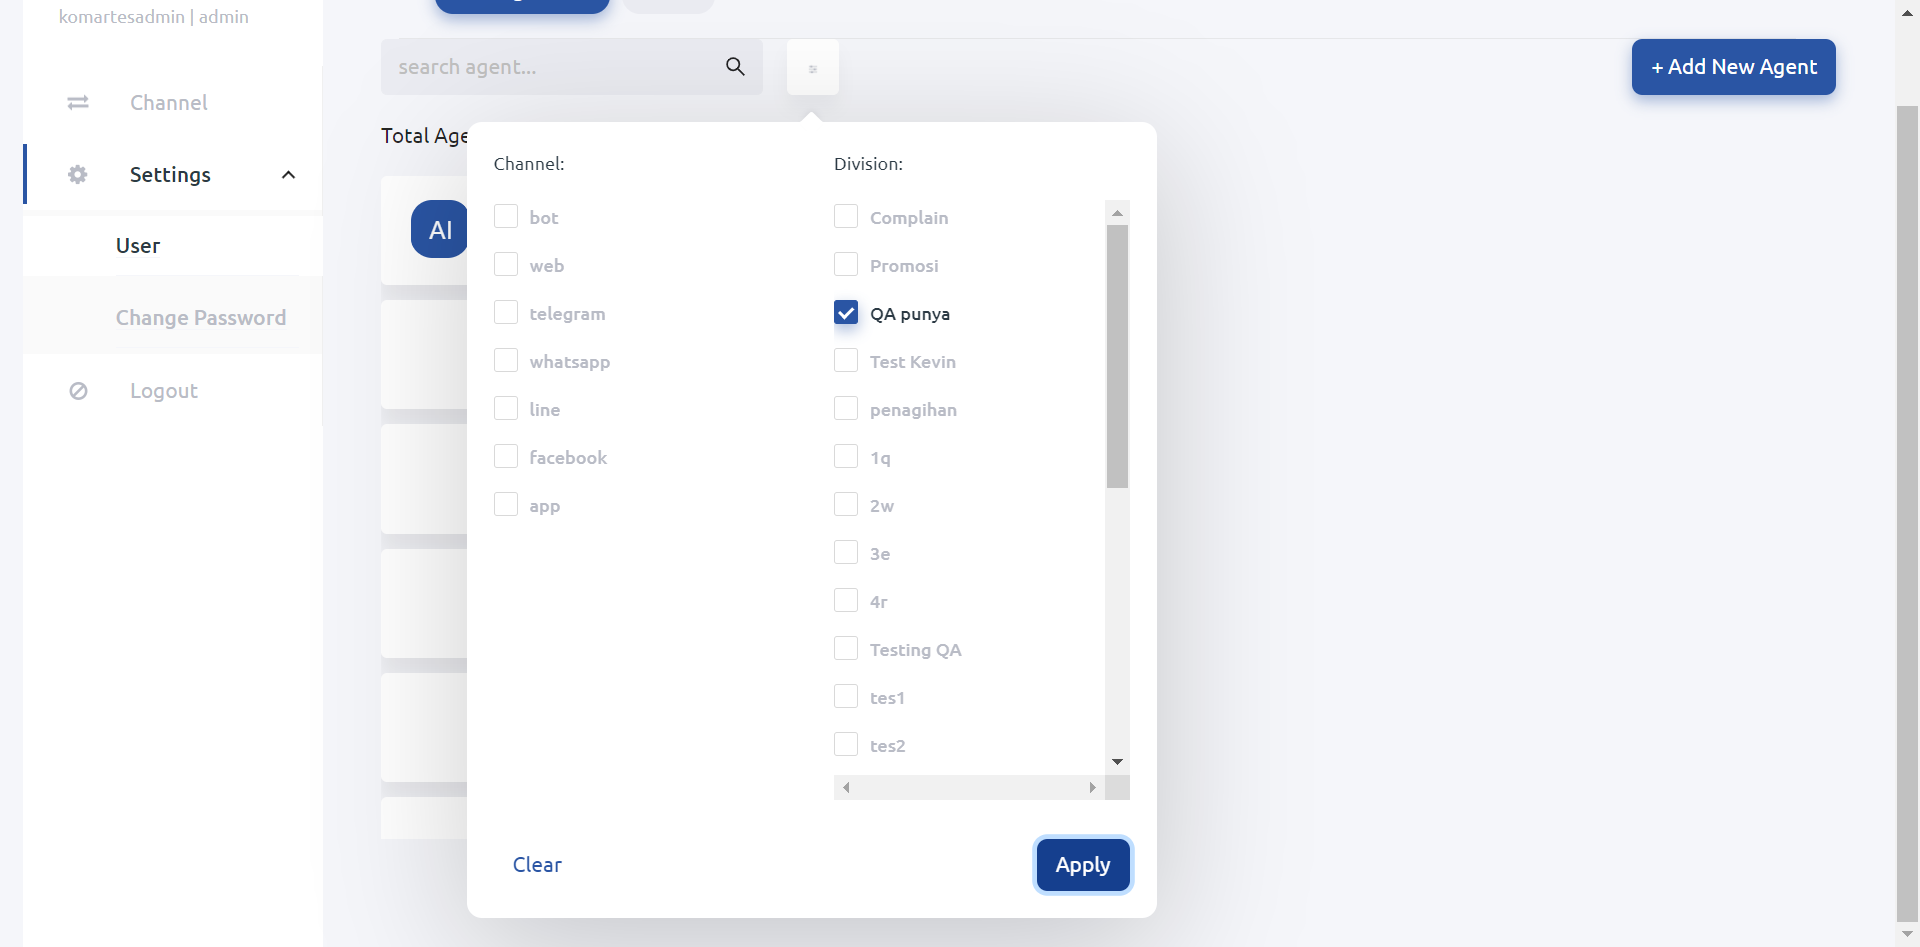 komartesadmin | admin
search agent...
+ Add New Agent
Channel
Settings
User
Change Password
Logout
Total Age
AI
Channel:
bot
web
telegram
whatsapp
line
facebook
app
Division:
Complain
Promosi
QA punya
Test Kevin
penagihan
1q
2w
3e
4r
Testing QA
tes1
tes2
Clear
Apply